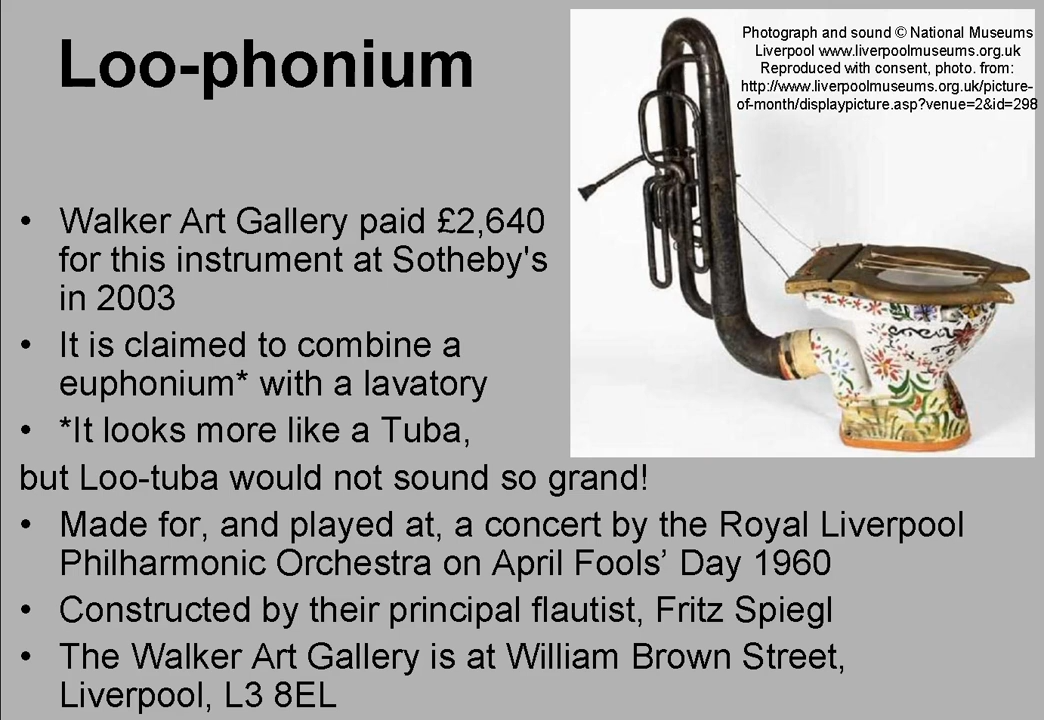 Loo-phonium
Photograph and sound © National Museums
Liverpool www.liverpoolmuseums.org.uk
Reproduced with consent, photo. from:
http://www.liverpoolmuseums.org.uk/picture-
of-month/displaypicture.asp?venue=2&id=298
• Walker Art Gallery paid £2,640
for this instrument at Sotheby's
in 2003
• It is claimed to combine a
euphonium* with a lavatory
• *It looks more like a Tuba,
but Loo-tuba would not sound so grand!
• Made for, and played at, a concert by the Royal Liverpool
Philharmonic Orchestra on April Fools’ Day 1960
• Constructed by their principal flautist, Fritz Spiegl
• The Walker Art Gallery is at William Brown Street,
Liverpool, L3 8EL